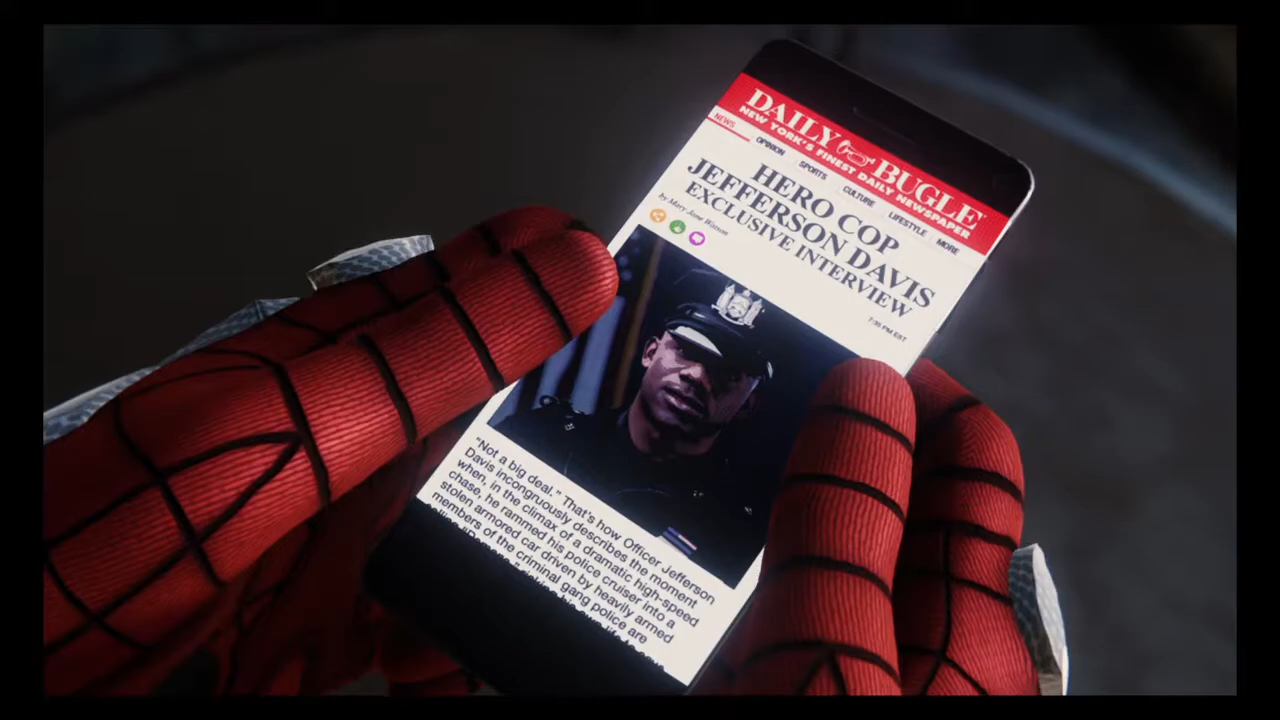 DAILY BUGLE
NEW YORK'S FINEST DAILY NEWSPAPER
NEWS OPINION SPORTS CULTURE LIFESTYLE MORE
HERO COP
JEFFERSON DAVIS
EXCLUSIVE INTERVIEW
by Mary Jane Watson
7:35 PM EST
"Not a big deal." That's how Officer Jefferson
Davis incongruously describes the moment
when, in the climax of a dramatic high-speed
chase, he rammed his police cruiser into a
stolen armored car driven by heavily armed
members of the criminal gang police are